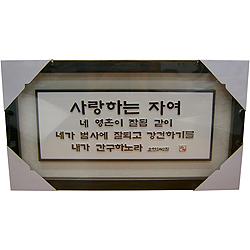 사랑하는 자여
네 영혼이 잘됨 같이
네가 범사에 잘되고 강건하기를
내가 간구하노라